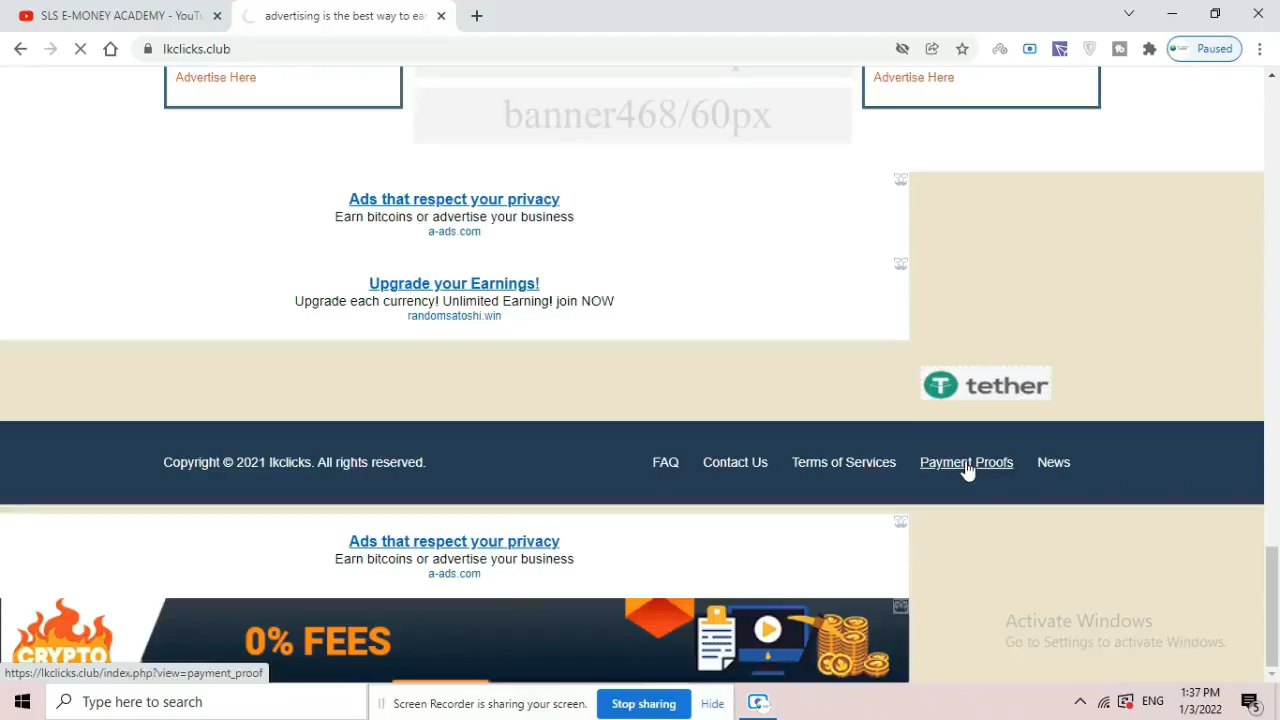 SLS E-MONEY ACADEMY - YouTu
advertising is the best way to ear
lkclicks.club
Paused
Advertise Here
Advertise Here
banner468/60px
Ads that respect your privacy
Earn bitcoins or advertise your business
a-ads.com
Upgrade your Earnings!
Upgrade each currency! Unlimited Earning! join NOW
randomsatoshi.win
tether
Copyright © 2021 lkclicks. All rights reserved.
FAQ
Contact Us
Terms of Services
Payment Proofs
News
Ads that respect your privacy
Earn bitcoins or advertise your business
a-ads.com
CRYPTO
0% FEES
Activate Windows
Go to Settings to activate Windows.
https://lkclicks.club/index.php?view=payment_proof
Type here to search
Screen Recorder is sharing your screen.
Stop sharing
Hide
ENG
1:37 PM
1/3/2022
5